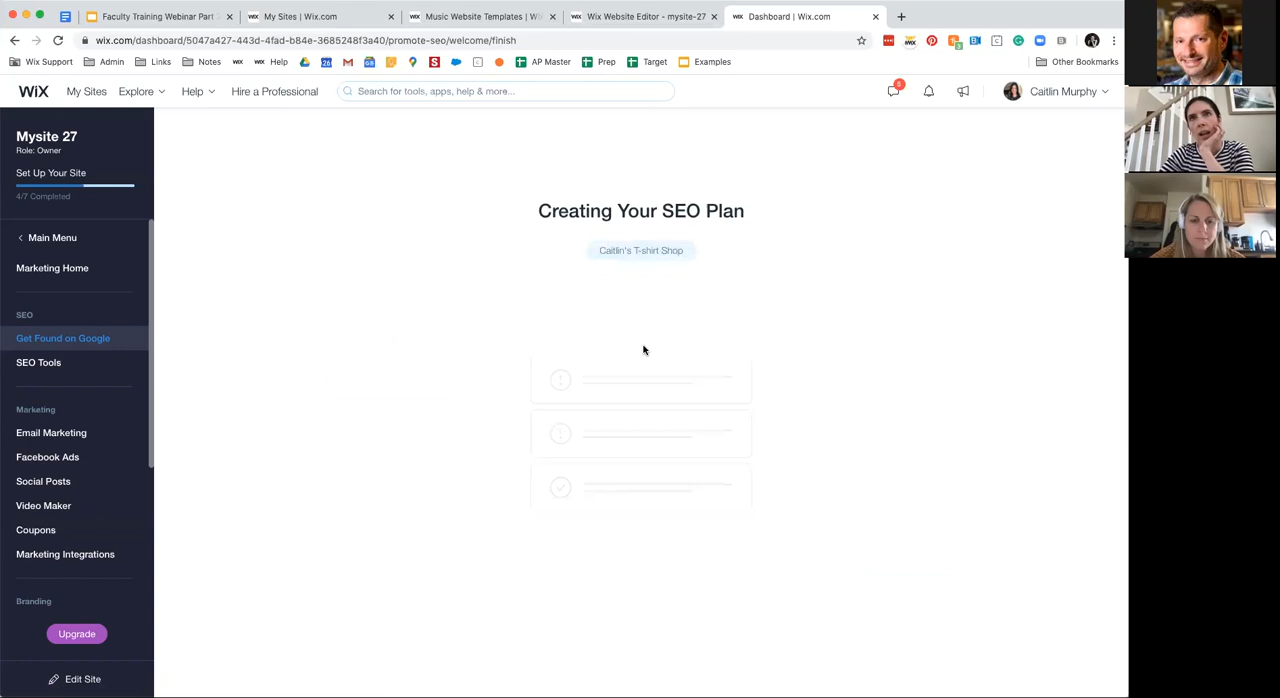 Faculty Training Webinar Part
My Sites | Wix.com
Music Website Templates | W
Wix Website Editor - mysite-27
Dashboard | Wix.com
wix.com/dashboard/5047a427-443d-4fad-b84e-3685248f3a40/promote-seo/welcome/finish
Wix Support
Admin
Links
Notes
WIX
WIX Help
AP Master
Prep
Target
Examples
Other Bookmarks
WIX
My Sites
Explore
Help
Hire a Professional
Search for tools, apps, help & more...
5
Caitlin Murphy
Mysite 27
Role: Owner
Set Up Your Site
4/7 Completed
Main Menu
Marketing Home
SEO
Get Found on Google
SEO Tools
Marketing
Email Marketing
Facebook Ads
Social Posts
Video Maker
Coupons
Marketing Integrations
Branding
Upgrade
Edit Site
Creating Your SEO Plan
Caitlin's T-shirt Shop